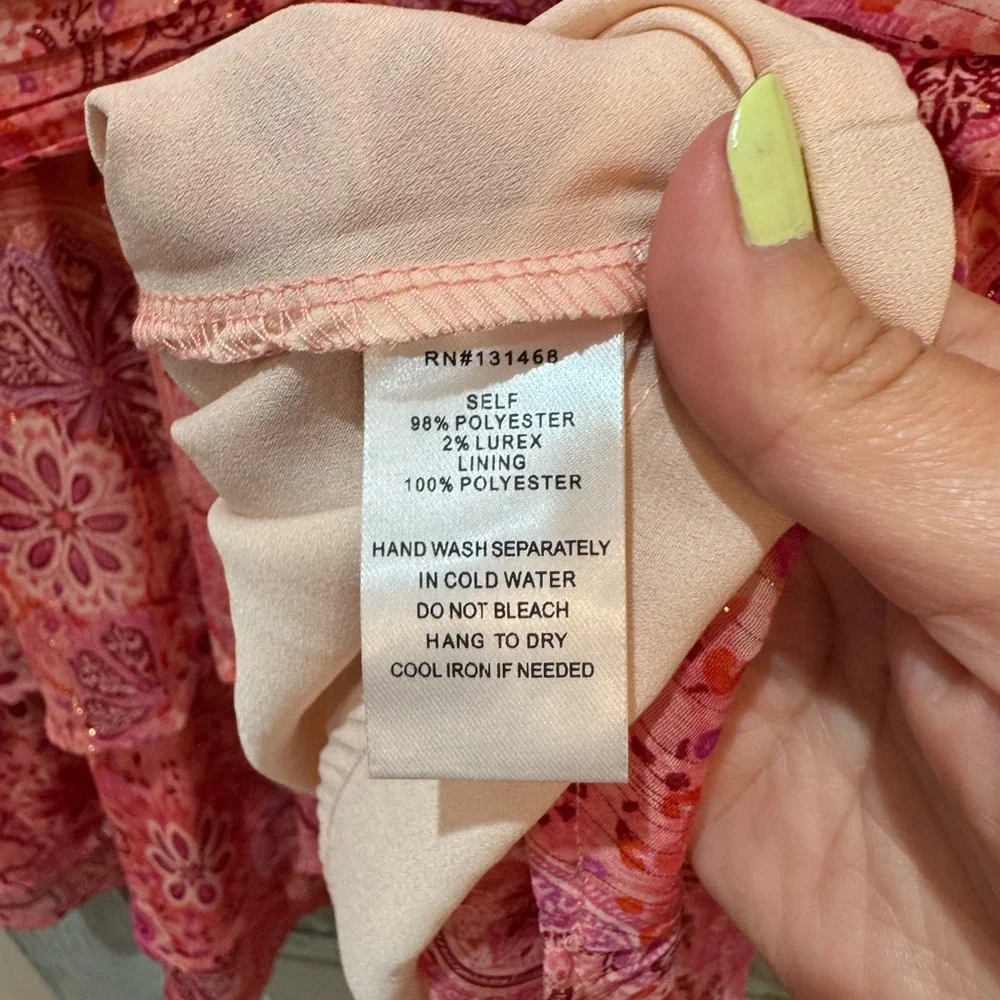 RN#131468
SELF
98% POLYESTER
2% LUREX
LINING
100% POLYESTER
HAND WASH SEPARATELY
IN COLD WATER
DO NOT BLEACH
HANG TO DRY
COOL IRON IF NEEDED